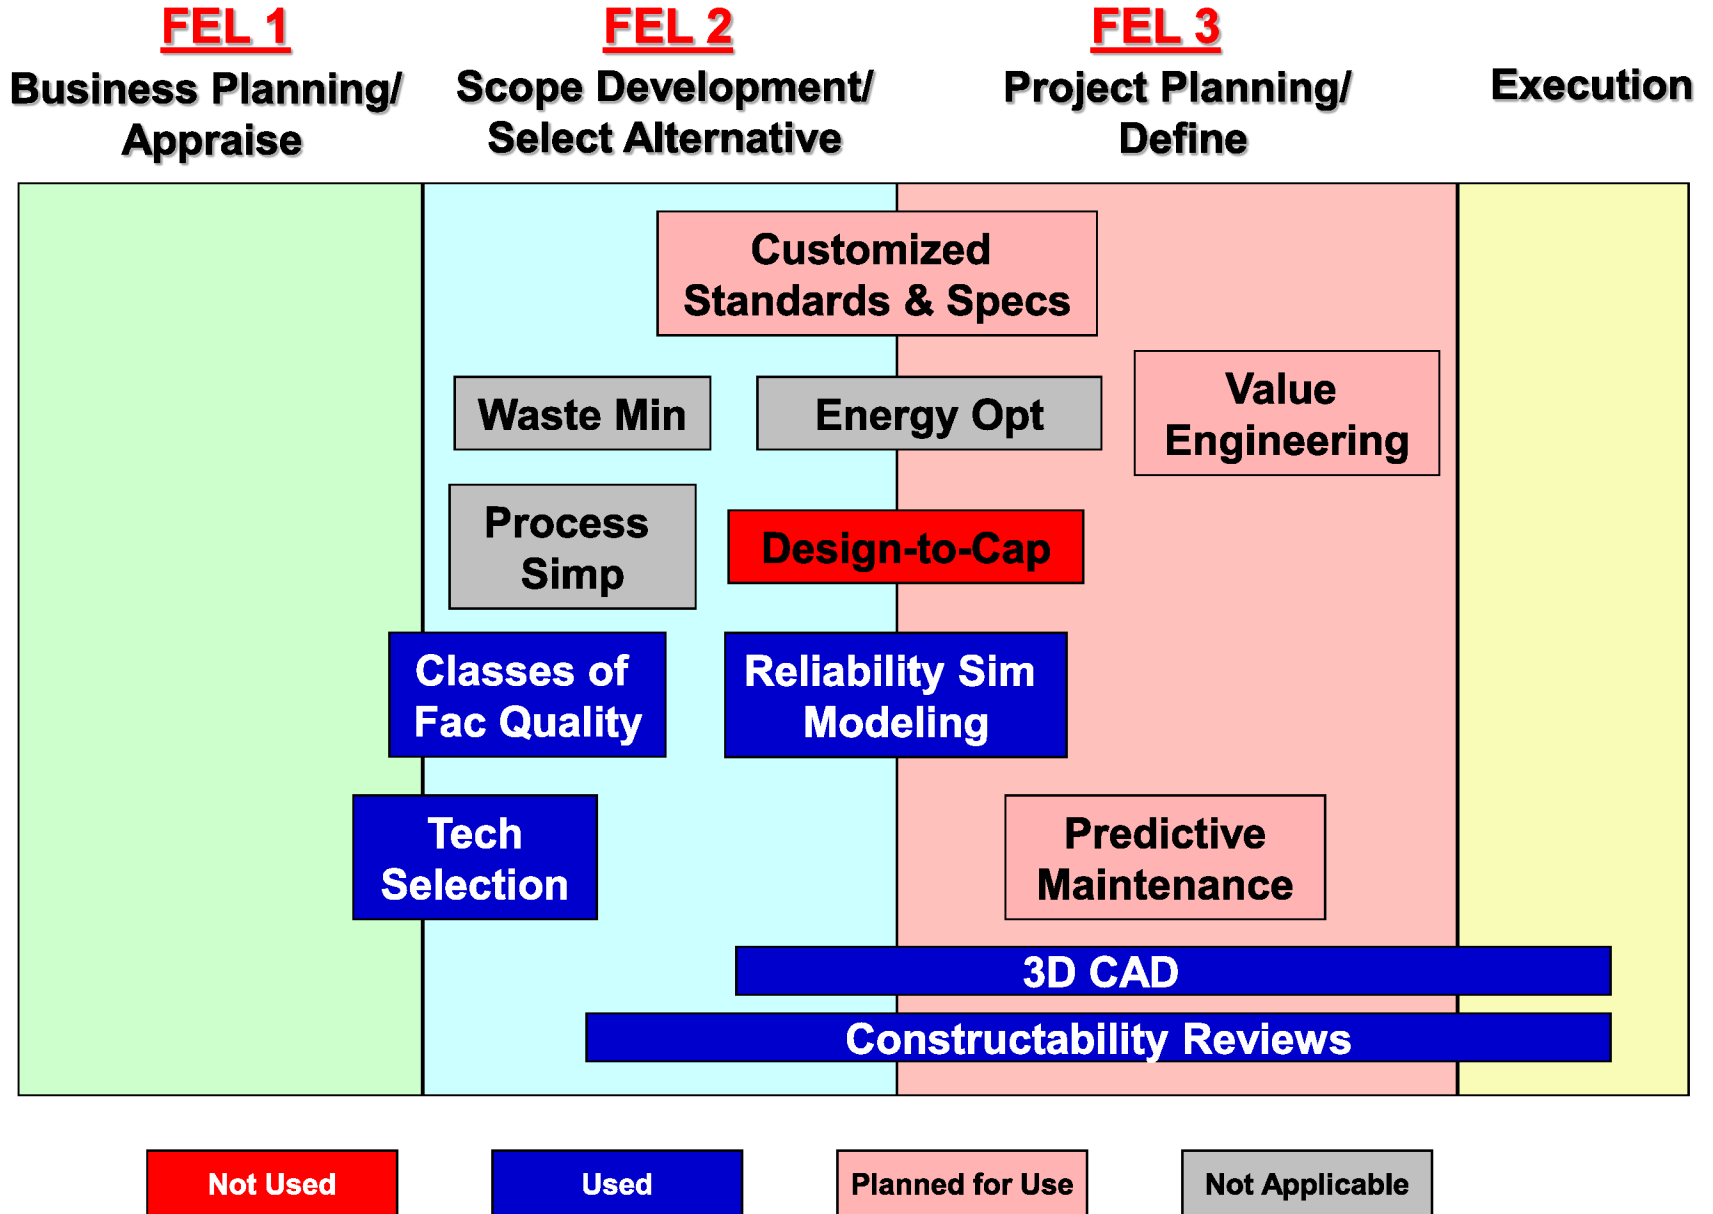 FEL 1
Business Planning/
Appraise
FEL 2
Scope Development/
Select Alternative
FEL 3
Project Planning/
Define
Execution
Customized
Standards & Specs
Waste Min
Energy Opt
Value
Engineering
Process
Simp
Design-to-Cap
Classes of
Fac Quality
Reliability Sim
Modeling
Tech
Selection
Predictive
Maintenance
3D CAD
Constructability Reviews
Not Used
Used
Planned for Use
Not Applicable